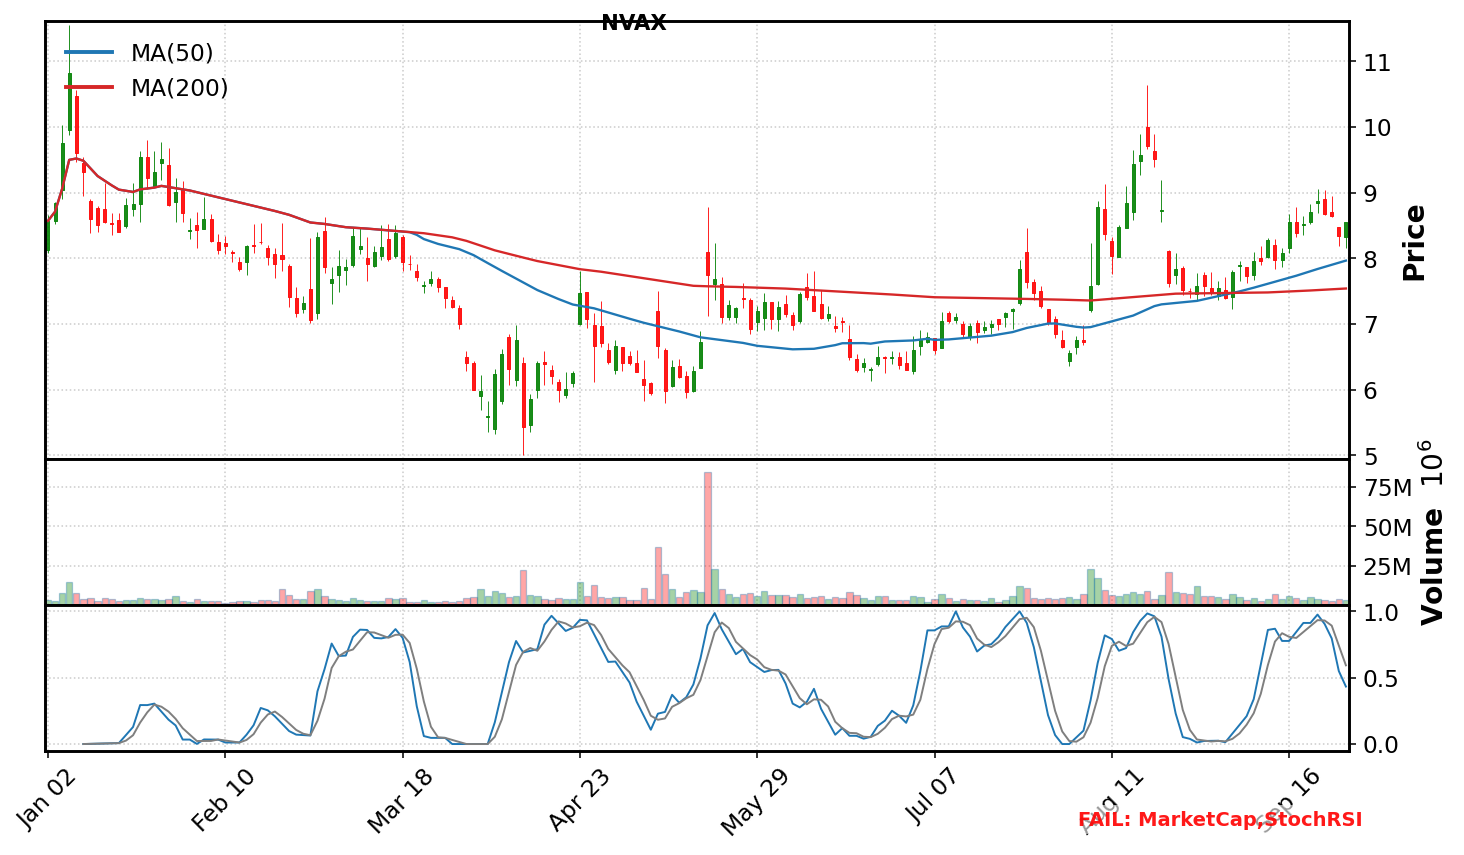 NVAX
MA(50)
MA(200)
11
10
9
8
7
6
5
Price
75M
50M
25M
Volume 10^6
1.0
0.5
0.0
Jan 02
Feb 10
Mar 18
Apr 23
May 29
Jul 07
Aug 11
Sep 16
FAIL: MarketCap,StochRSI